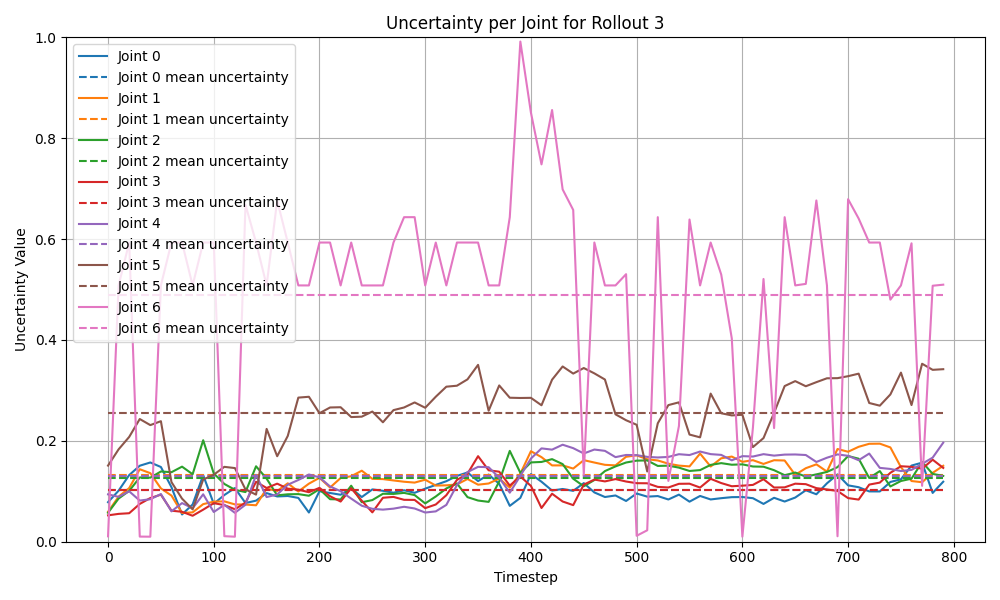 Uncertainty per Joint for Rollout 3
Uncertainty Value
1.0
0.8
0.6
0.4
0.2
0.0
Joint 0
Joint 0 mean uncertainty
Joint 1
Joint 1 mean uncertainty
Joint 2
Joint 2 mean uncertainty
Joint 3
Joint 3 mean uncertainty
Joint 4
Joint 4 mean uncertainty
Joint 5
Joint 5 mean uncertainty
Joint 6
Joint 6 mean uncertainty
0 100 200 300 400 500 600 700 800
Timestep